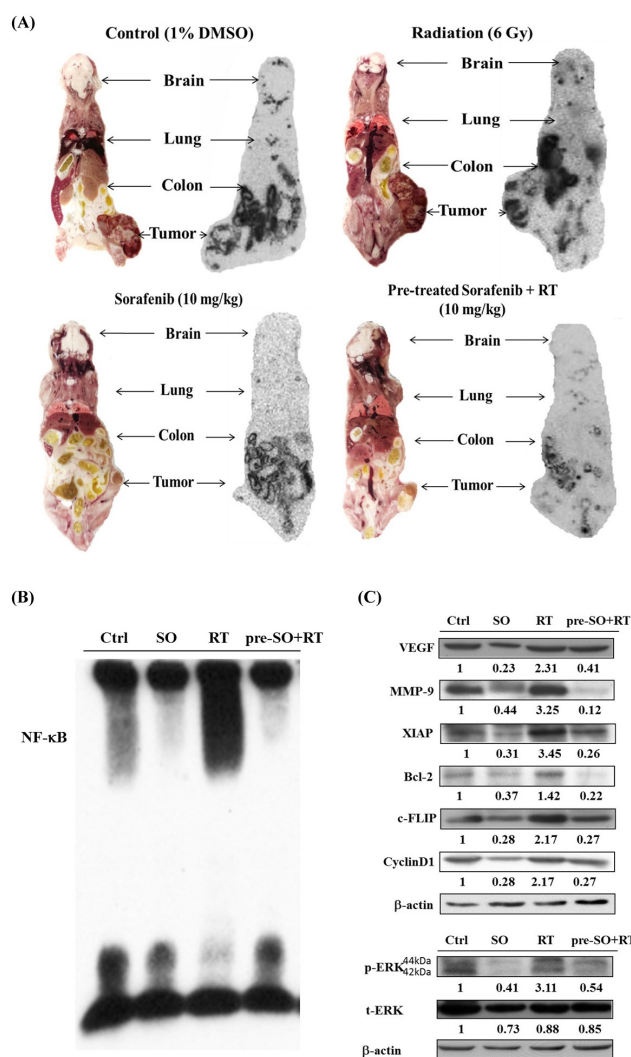 (A)
Control (1% DMSO)
Radiation (6 Gy)
Brain
Lung
Colon
Tumor
Brain
Lung
Colon
Tumor
Sorafenib (10 mg/kg)
Pre-treated Sorafenib + RT
(10 mg/kg)
Brain
Lung
Colon
Tumor
Brain
Lung
Colon
Tumor
(B)
Ctrl SO RT pre-SO+RT
NF-κB
(C)
Ctrl SO RT pre-SO+RT
VEGF
1 0.23 2.31 0.41
MMP-9
1 0.44 3.25 0.12
XIAP
1 0.31 3.45 0.26
Bcl-2
1 0.37 1.42 0.22
c-FLIP
1 0.28 2.17 0.27
CyclinD1
1 0.28 2.17 0.27
β-actin
Ctrl SO RT pre-SO+RT
p-ERK 44kDa
42kDa
1 0.41 3.11 0.54
t-ERK
1 0.73 0.88 0.85
β-actin